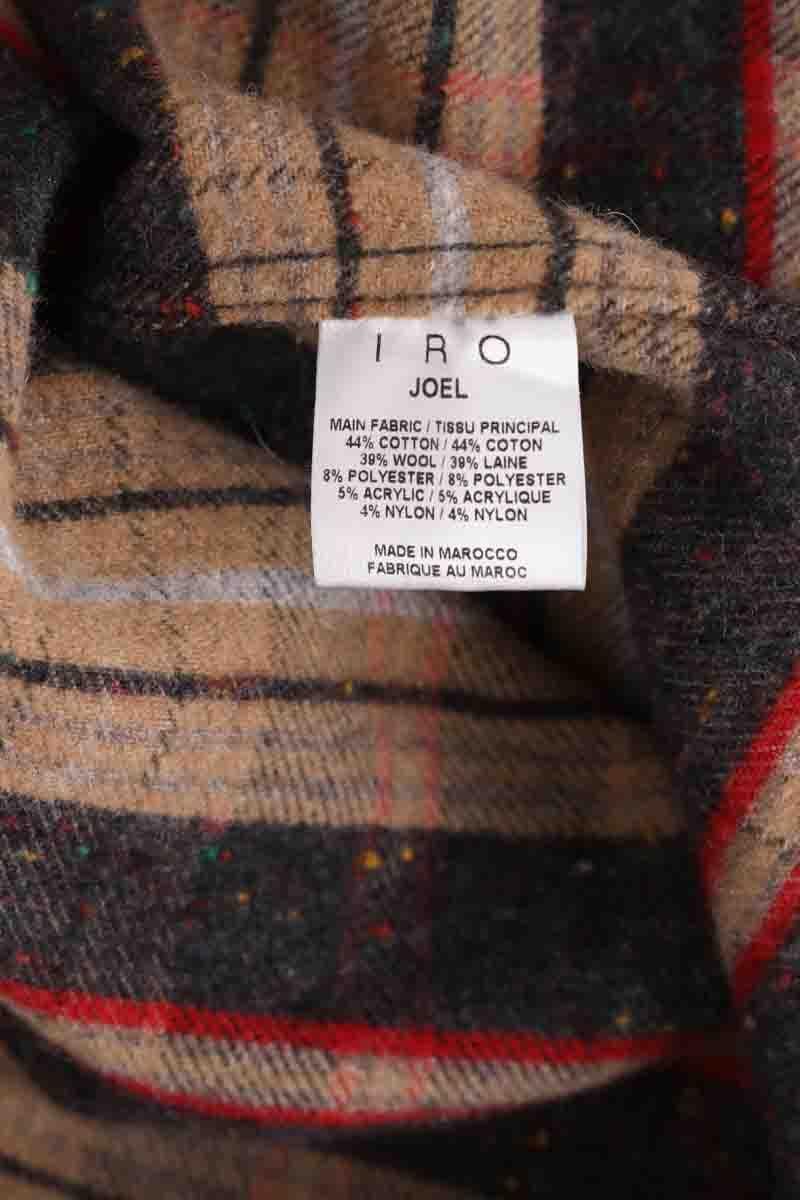 IRO
JOEL
MAIN FABRIC / TISSU PRINCIPAL
44% COTTON / 44% COTON
39% WOOL / 39% LAINE
8% POLYESTER / 8% POLYESTER
5% ACRYLIC / 5% ACRYLIQUE
4% NYLON / 4% NYLON
MADE IN MAROCCO
FABRIQUE AU MAROC